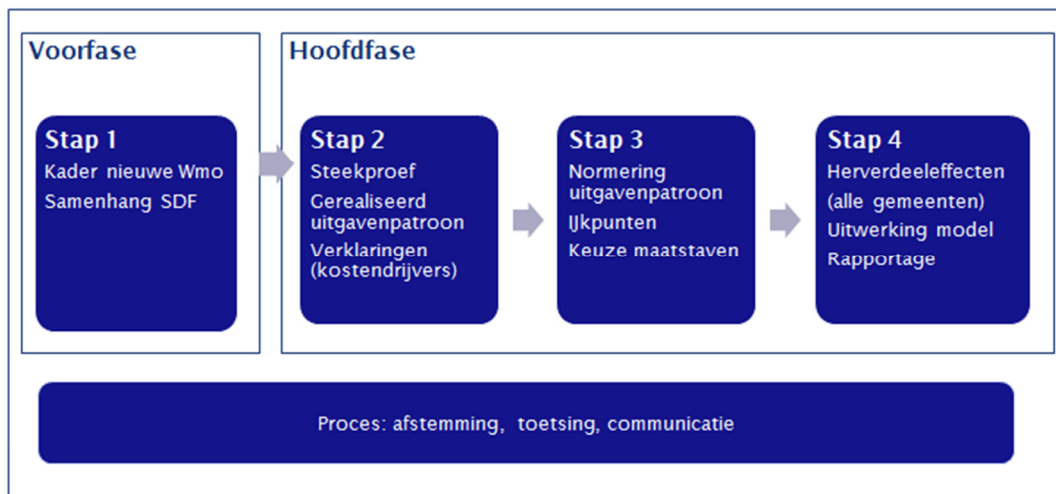 Voorfase
Hoofdfase
Stap 1
Kader nieuwe Wmo
Samenhang SDF
Stap 2
Steekproef
Gerealiseerd
uitgavenpatroon
Verklaringen
(kostendrijvers)
Stap 3
Normering
uitgavenpatroon
IJkpunten
Keuze maatstaven
Stap 4
Herverdeeleffecten
(alle gemeenten)
Uitwerking model
Rapportage
Proces: afstemming, toetsing, communicatie